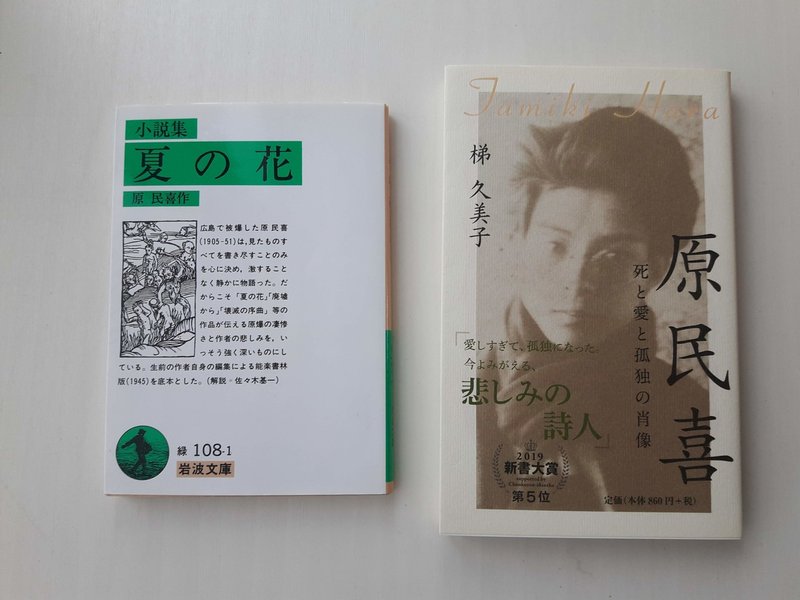 小説集
夏の花
原 民喜作
広島で被爆した原 民喜
(1905-51)は,見たものす
べてを書き尽すことのみ
を心に決め,激すること
なく静かに物語った。だ
からこそ「夏の花」「廃墟
から」「壊滅の序曲」等の
作品が伝える原爆の凄惨
さと作者の悲しみを,い
っそう強く深いものにし
ている。生前の作者自身の編集による能楽書林
版(1945)を底本とした。(解説=佐々木基一)
緑 108-1
岩波文庫
Tamiki Hara
梯 久美子
原民喜
死と愛と孤独の肖像
「愛しすぎて、孤独になった。
今よみがえる、
悲しみの
詩人」
2019
新書大賞
supported by
Chuokoron-shinsha
第5位
定価(本体860円+税)